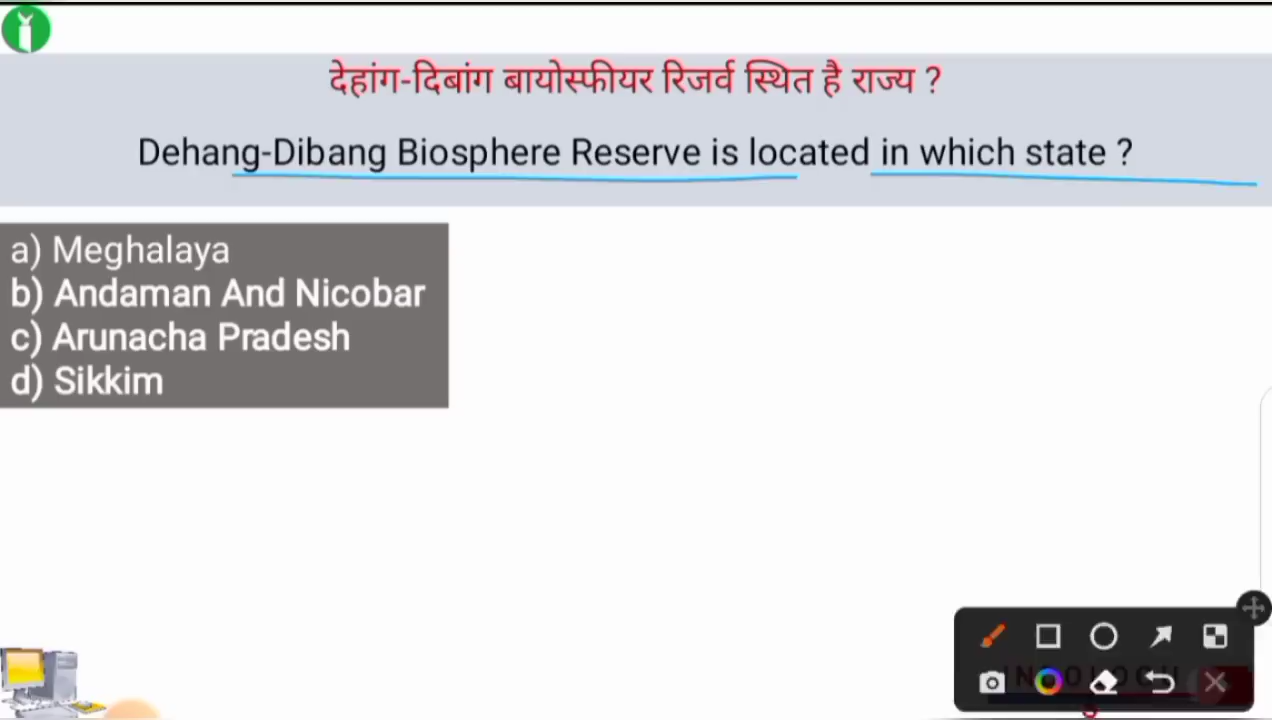 देहांग-दिबांग बायोस्फीयर रिजर्व स्थित है राज्य ?
Dehang-Dibang Biosphere Reserve is located in which state ?
a) Meghalaya
b) Andaman And Nicobar
c) Arunacha Pradesh
d) Sikkim